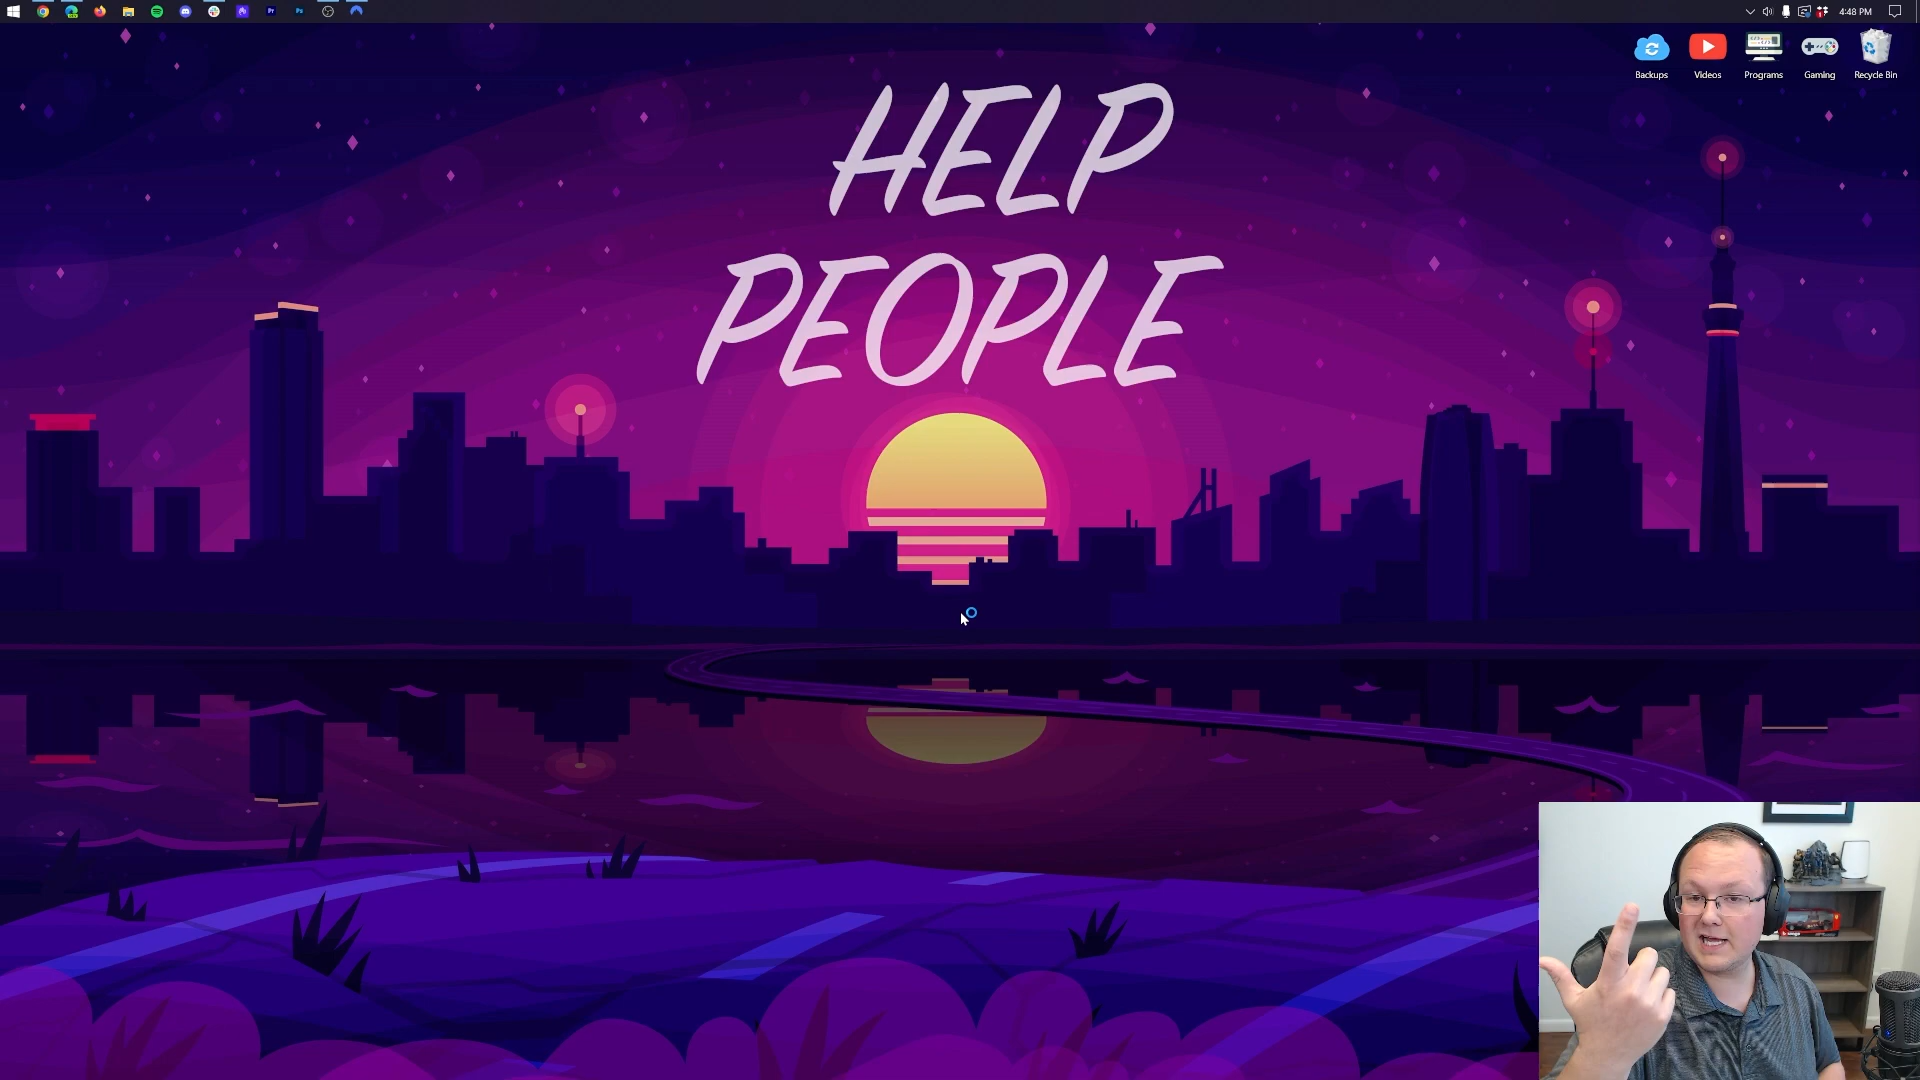 4:48 PM
Backups
Videos
Programs
Gaming
Recycle Bin
HELP
PEOPLE